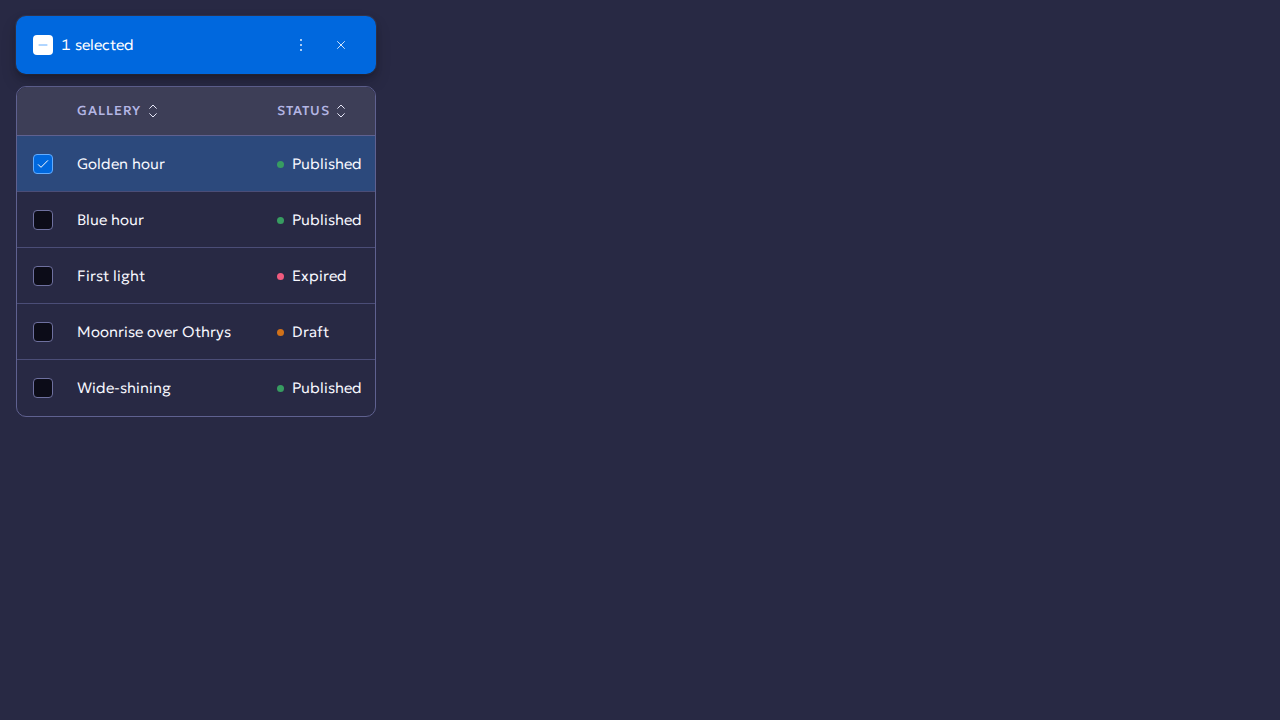 1 selected
GALLERY STATUS
Golden hour Published
Blue hour Published
First light Expired
Moonrise over Othrys Draft
Wide-shining Published